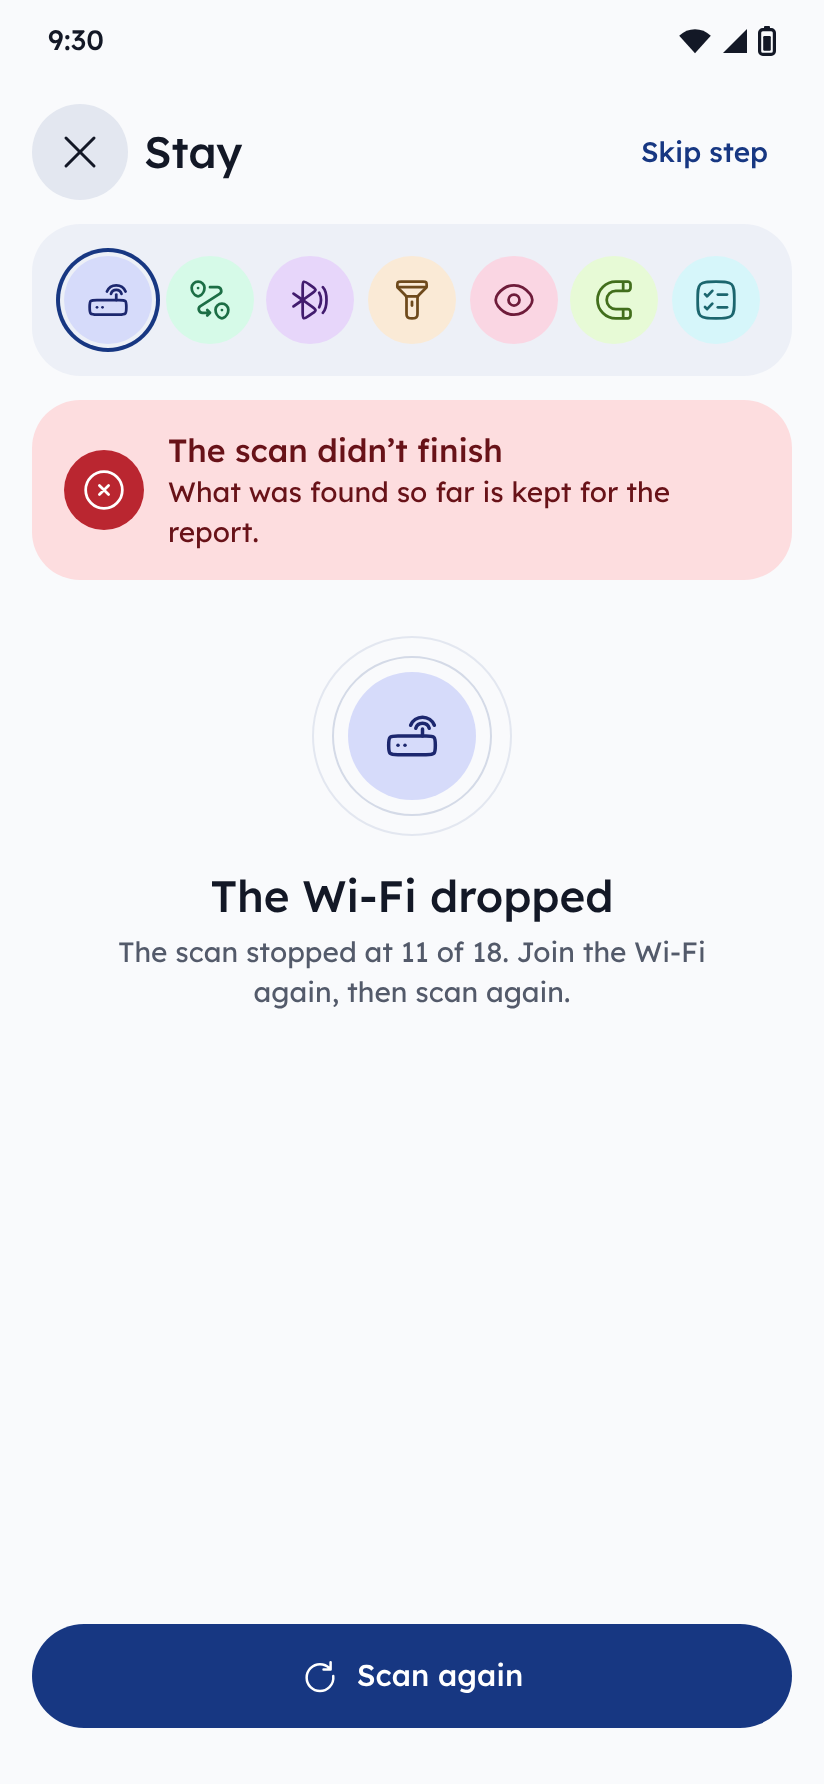 9:30
Stay
Skip step
The scan didn’t finish
What was found so far is kept for the
report.
The Wi-Fi dropped
The scan stopped at 11 of 18. Join the Wi-Fi
again, then scan again.
Scan again